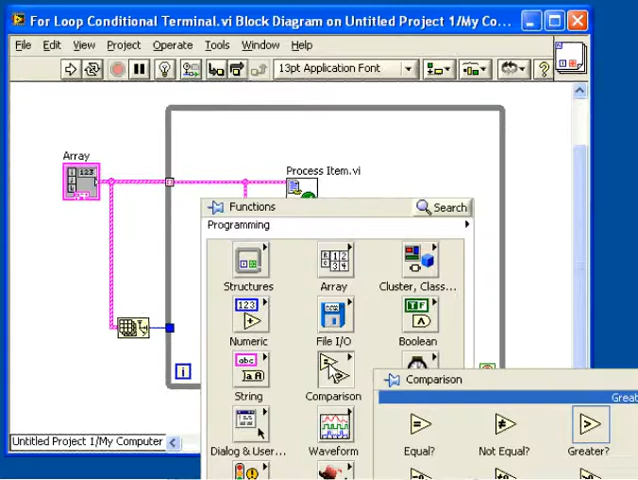 For Loop Conditional Terminal.vi Block Diagram on Untitled Project 1/My Co...
File Edit View Project Operate Tools Window Help
13pt Application Font
Array
Process Item.vi
Functions
Search
Programming
Structures Array Cluster, Class...
Numeric File I/O Boolean
String Comparison
Comparison
Great
Dialog & User... Waveform
Equal? Not Equal? Greater?
Untitled Project 1/My Computer